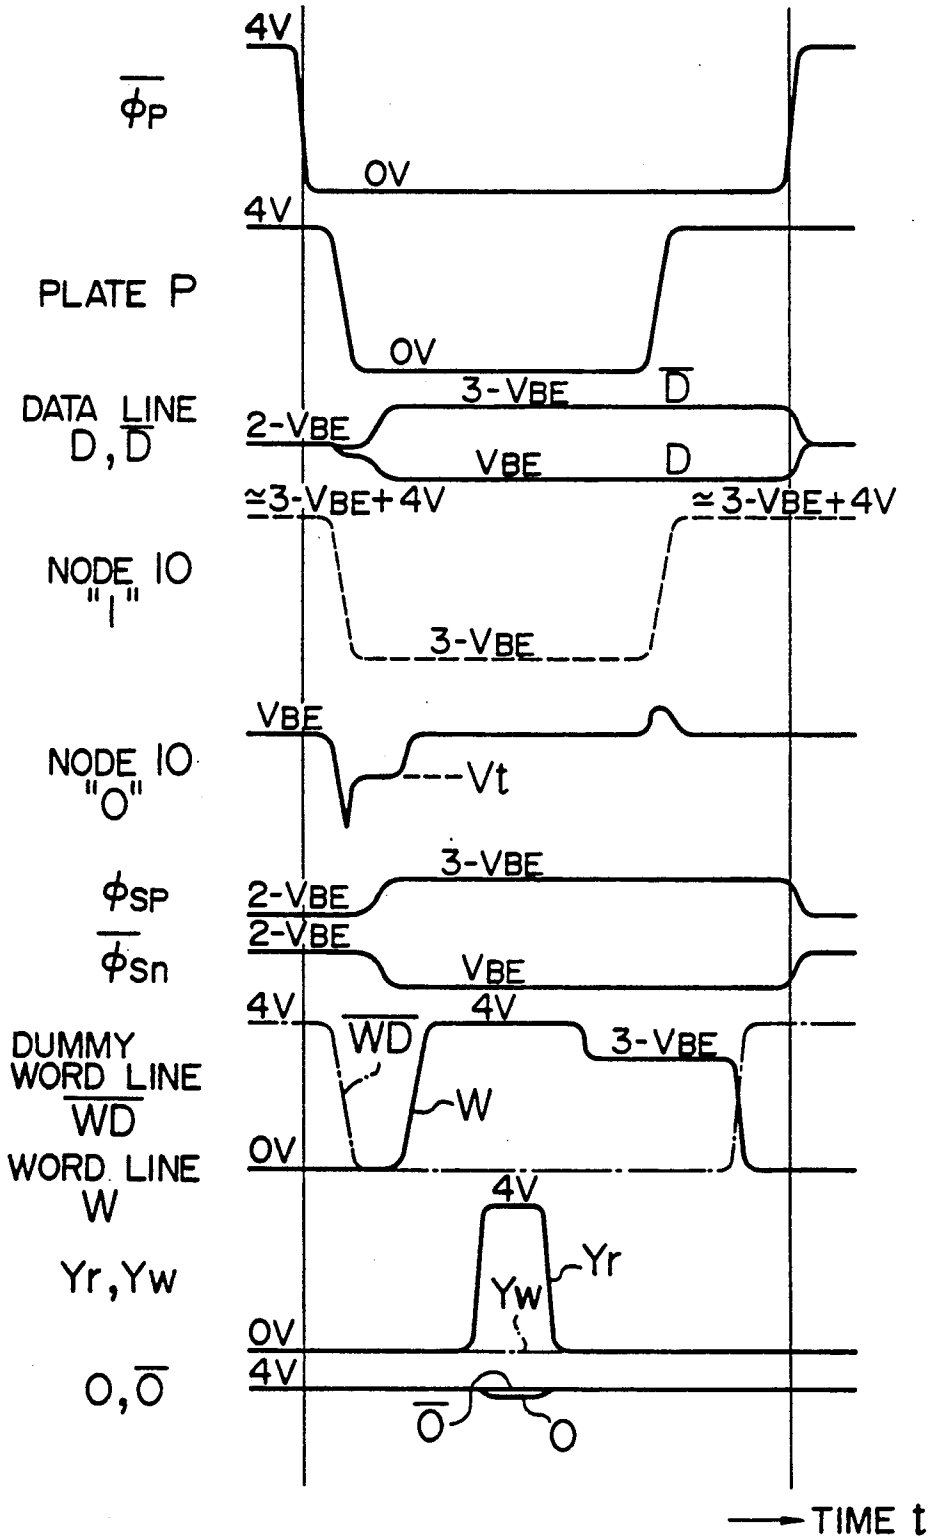 4V
φ̅P
0V
4V
PLATE P
0V
3-VBE D̅
DATA LINE
D, D̅
2-VBE
VBE D
≃3-VBE+4V ≃3-VBE+4V
NODE 10
"1"
3-VBE
VBE
NODE 10
"0"
Vt
3-VBE
φSP
2-VBE
2-VBE
φ̅Sn
VBE
4V W̅D̅ 4V
DUMMY
WORD LINE
W̅D̅
3-VBE
W
0V
WORD LINE
W
4V
Yr, Yw
Yr
Yw
0V
4V
O, O̅
O̅ O
TIME t